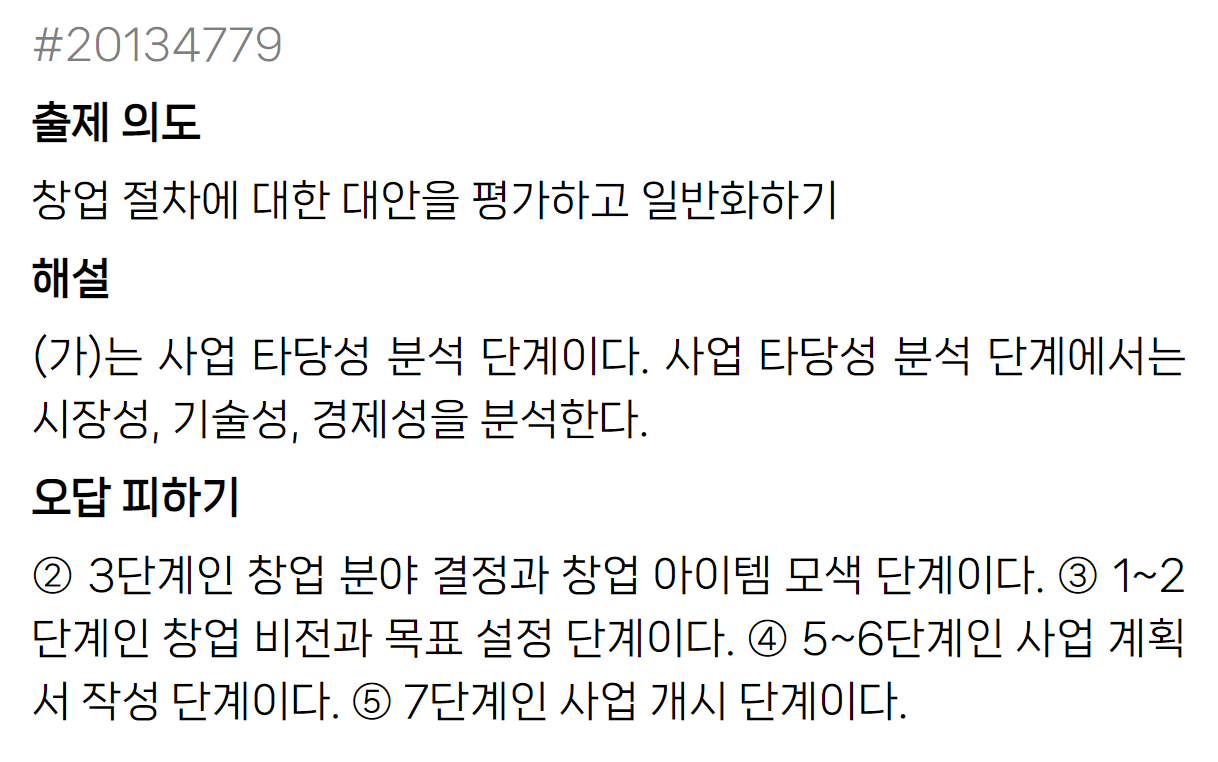 #20134779
출제 의도
창업 절차에 대한 대안을 평가하고 일반화하기
해설
(가)는 사업 타당성 분석 단계이다. 사업 타당성 분석 단계에서는
시장성, 기술성, 경제성을 분석한다.
오답 피하기
② 3단계인 창업 분야 결정과 창업 아이템 모색 단계이다. ③ 1~2
단계인 창업 비전과 목표 설정 단계이다. ④ 5~6단계인 사업 계획
서 작성 단계이다. ⑤ 7단계인 사업 개시 단계이다.